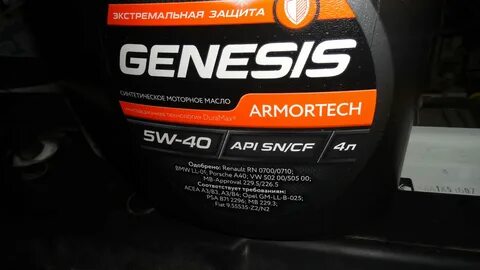 ЭКСТРЕМАЛЬНАЯ ЗАЩИТА
GENESIS
СИНТЕТИЧЕСКОЕ МОТОРНОЕ МАСЛО
ТЕХНОЛОГИЯ DuraMax®
ARMORTECH
5W-40 API SN/CF 4л
Одобрено: Renault RN 0700/0710;
BMW LL-01; Porsche A40; VW 502 00/505 00;
MB-Approval 229.5/226.5
Соответствует требованиям:
ACEA A3/B3, A3/B4; Opel GM-LL-B-025;
PSA B71 2296; MB 229.3;
Fiat 9.55535-Z2/N2